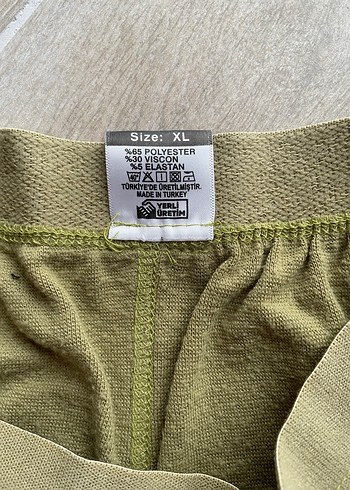 Size: XL
%65 POLYESTER
%30 VISCON
%5 ELASTAN
40°
TÜRKİYE'DE ÜRETİLMİŞTİR.
MADE IN TURKEY
YERLİ
ÜRETİM